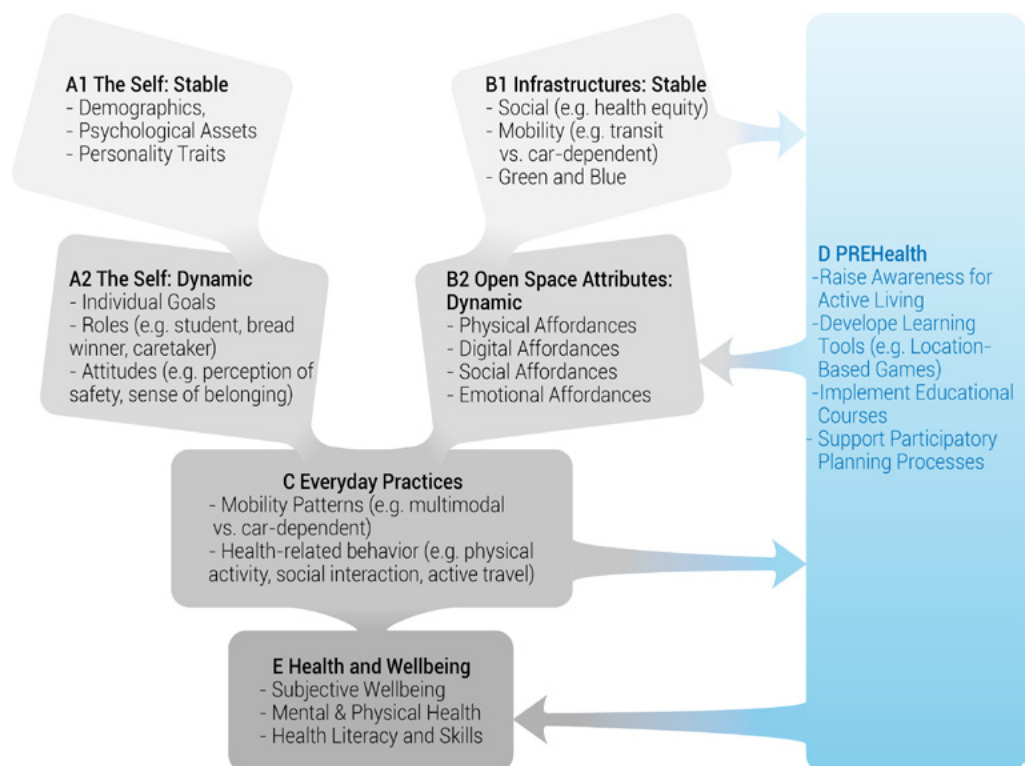 A1 The Self: Stable
- Demographics,
- Psychological Assets
- Personality Traits
B1 Infrastructures: Stable
- Social (e.g. health equity)
- Mobility (e.g. transit
vs. car-dependent)
- Green and Blue
A2 The Self: Dynamic
- Individual Goals
- Roles (e.g. student, bread
winner, caretaker)
- Attitudes (e.g. perception of
safety, sense of belonging)
B2 Open Space Attributes:
Dynamic
- Physical Affordances
- Digital Affordances
- Social Affordances
- Emotional Affordances
C Everyday Practices
- Mobility Patterns (e.g. multimodal
vs. car-dependent)
- Health-related behavior (e.g. physical
activity, social interaction, active travel)
D PREHealth
-Raise Awareness for
Active Living
-Develope Learning
Tools (e.g. Location-
Based Games)
-Implement Educational
Courses
- Support Participatory
Planning Processes
E Health and Wellbeing
- Subjective Wellbeing
- Mental & Physical Health
- Health Literacy and Skills